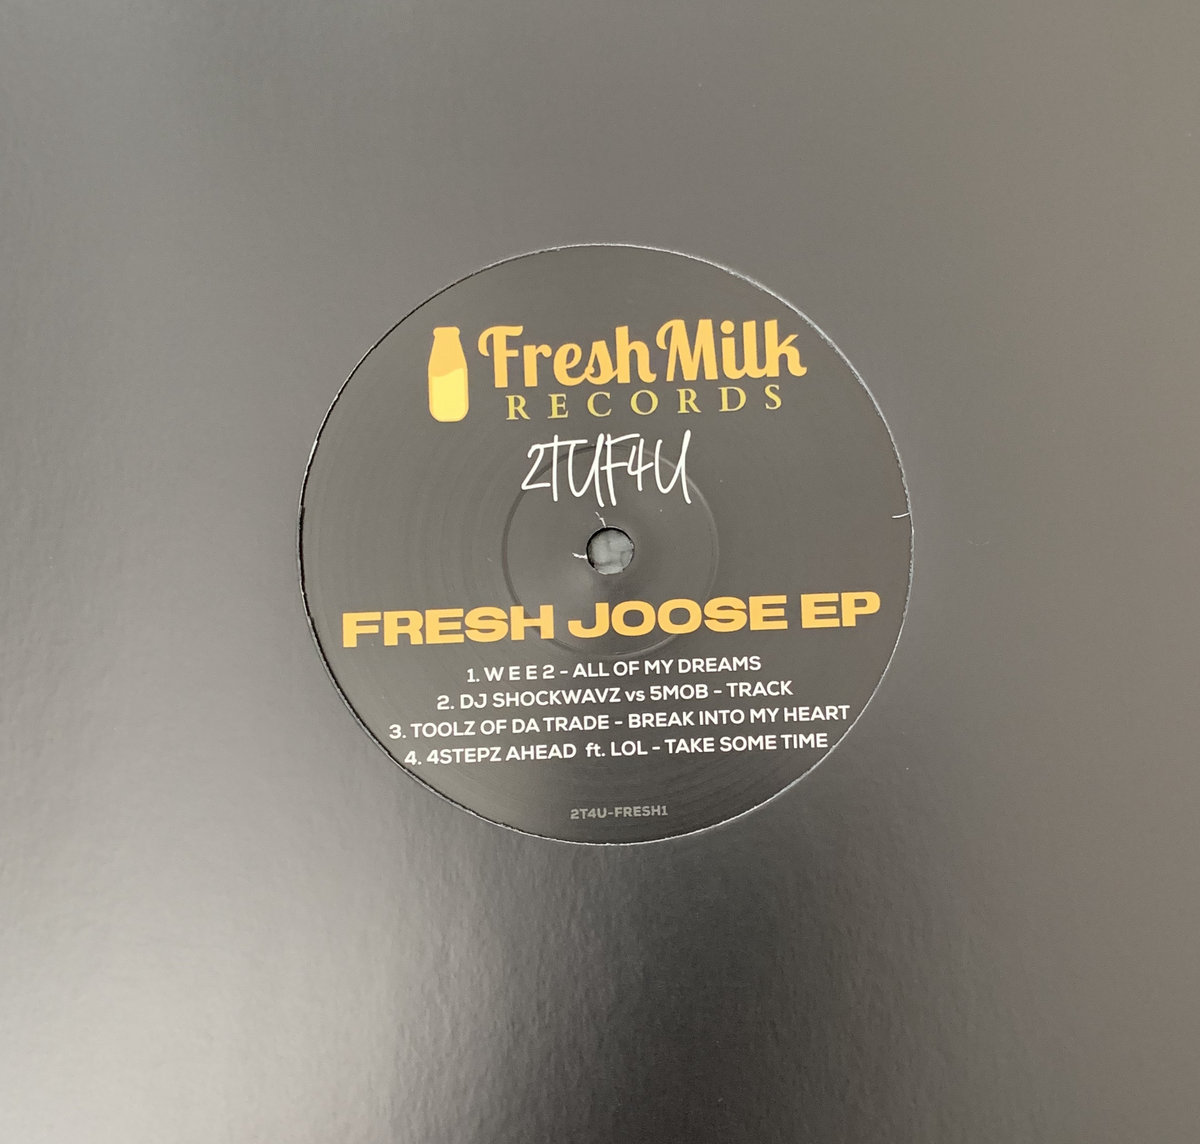 Fresh Milk
RECORDS
2TUF4U
FRESH JOOSE EP
1. W E E 2 - ALL OF MY DREAMS
2. DJ SHOCKWAVZ vs 5MOB - TRACK
3. TOOLZ OF DA TRADE - BREAK INTO MY HEART
4. 4STEPZ AHEAD ft. LOL - TAKE SOME TIME
2T4U-FRESH1